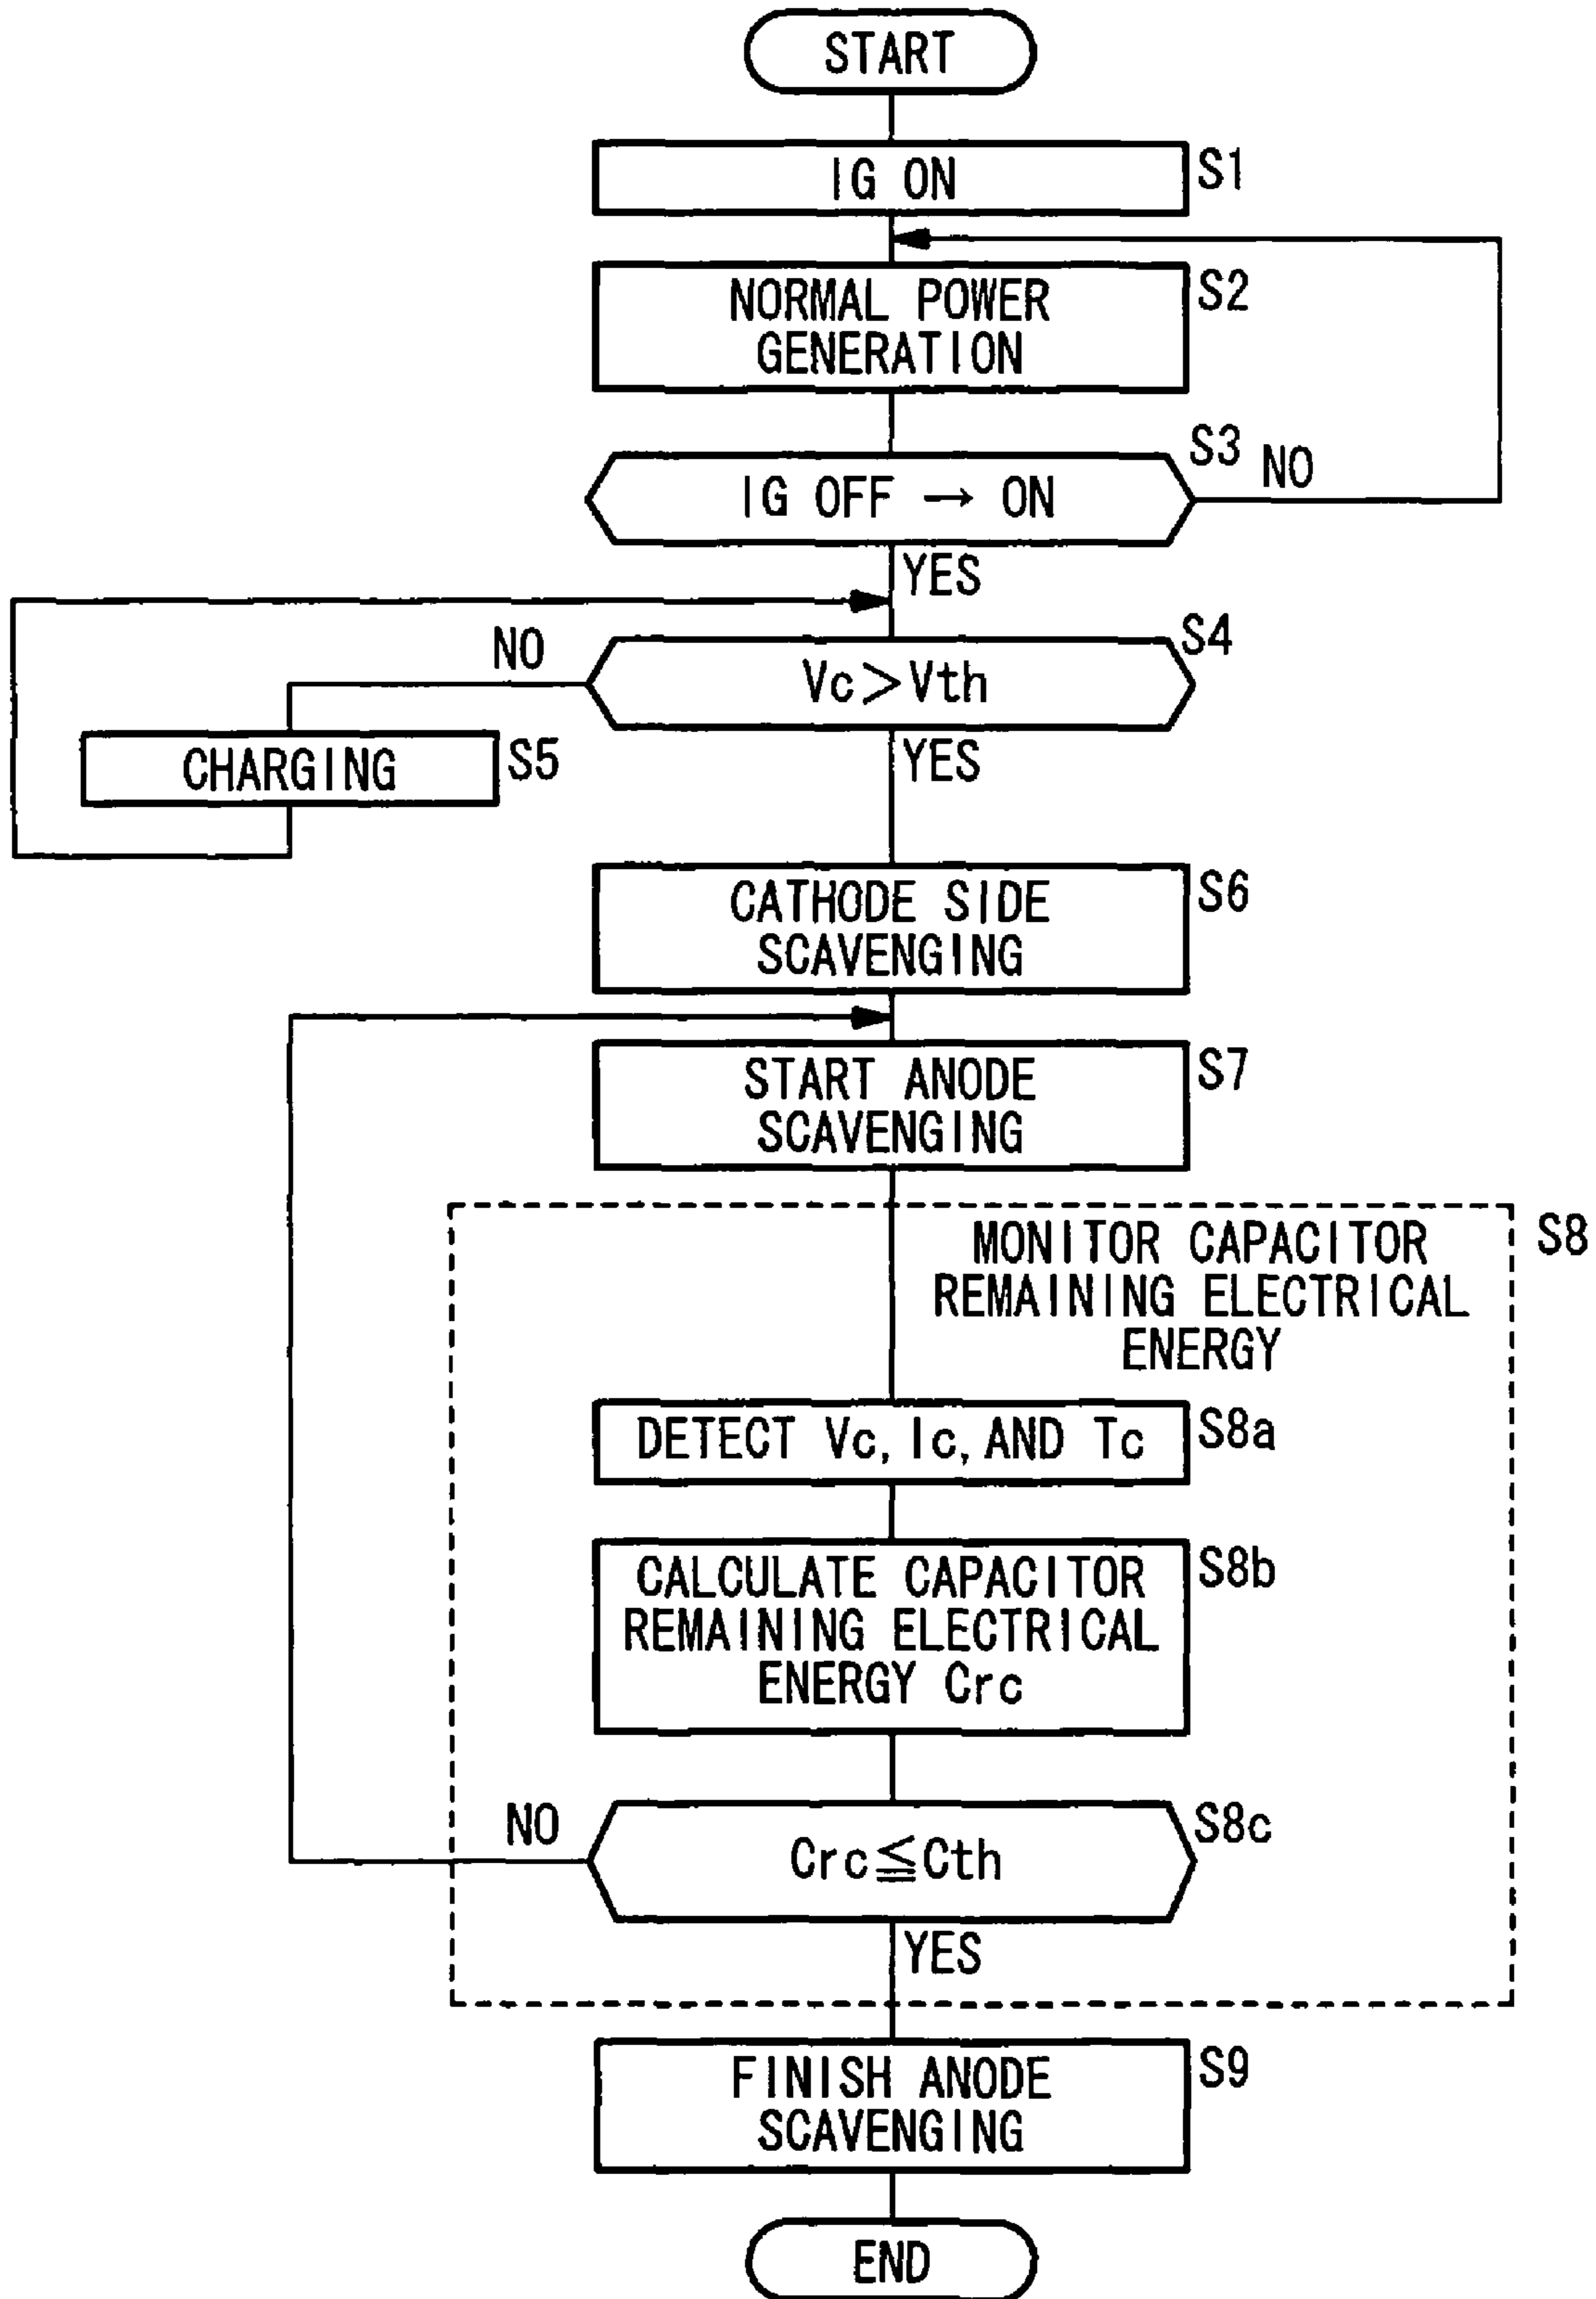 START
IG ON
S1
NORMAL POWER
GENERATION
S2
IG OFF → ON
S3
NO
YES
Vc>Vth
S4
NO
CHARGING
S5
YES
CATHODE SIDE
SCAVENGING
S6
START ANODE
SCAVENGING
S7
MONITOR CAPACITOR
REMAINING ELECTRICAL
ENERGY
S8
DETECT Vc, Ic, AND Tc
S8a
CALCULATE CAPACITOR
REMAINING ELECTRICAL
ENERGY Crc
S8b
Crc≦Cth
S8c
NO
YES
FINISH ANODE
SCAVENGING
S9
END